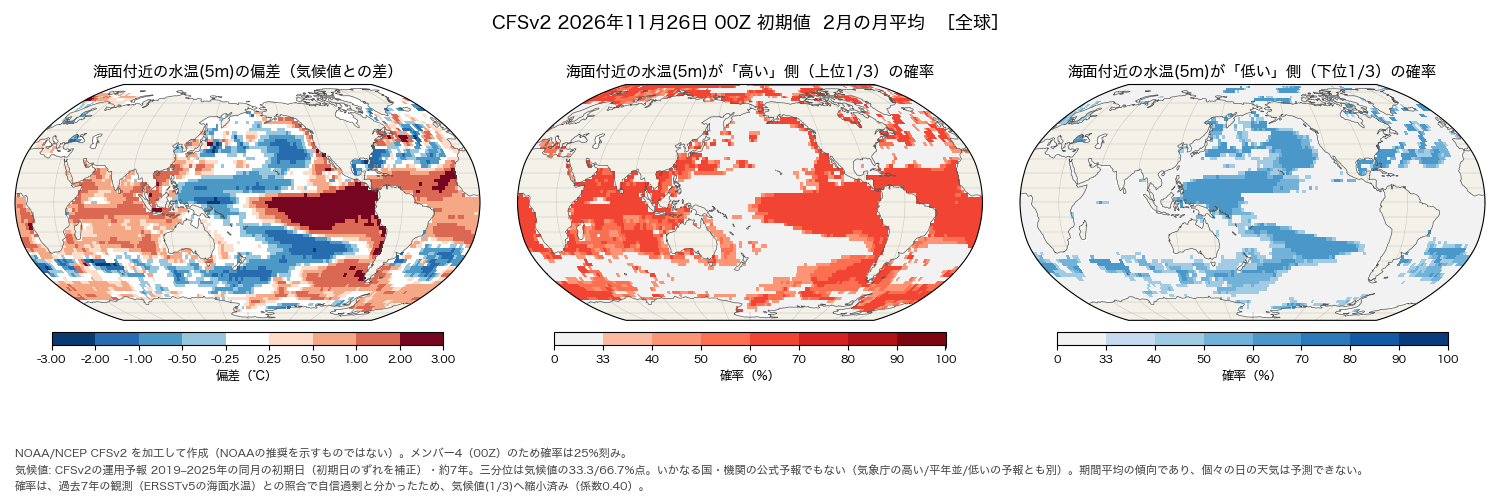 CFSv2 2026年11月26日 00Z 初期値 2月の月平均 ［全球］
海面付近の水温(5m)の偏差（気候値との差）
海面付近の水温(5m)が「高い」側（上位1/3）の確率
海面付近の水温(5m)が「低い」側（下位1/3）の確率
-3.00 -2.00 -1.00 -0.50 -0.25 0.25 0.50 1.00 2.00 3.00
偏差（℃）
0 33 40 50 60 70 80 90 100
確率（%）
0 33 40 50 60 70 80 90 100
確率（%）
NOAA/NCEP CFSv2 を加工して作成（NOAAの推奨を示すものではない）。メンバー4（00Z）のため確率は25%刻み。
気候値: CFSv2の運用予報 2019–2025年の同月の初期日（初期日のずれを補正）・約7年。三分位は気候値の33.3/66.7%点。いかなる国・機関の公式予報でもない（気象庁の高い/平年並/低いの予報とも別）。期間平均の傾向であり、個々の日の天気は予測できない。
確率は、過去7年の観測（ERSSTv5の海面水温）との照合で自信過剰と分かったため、気候値(1/3)へ縮小済み（係数0.40）。